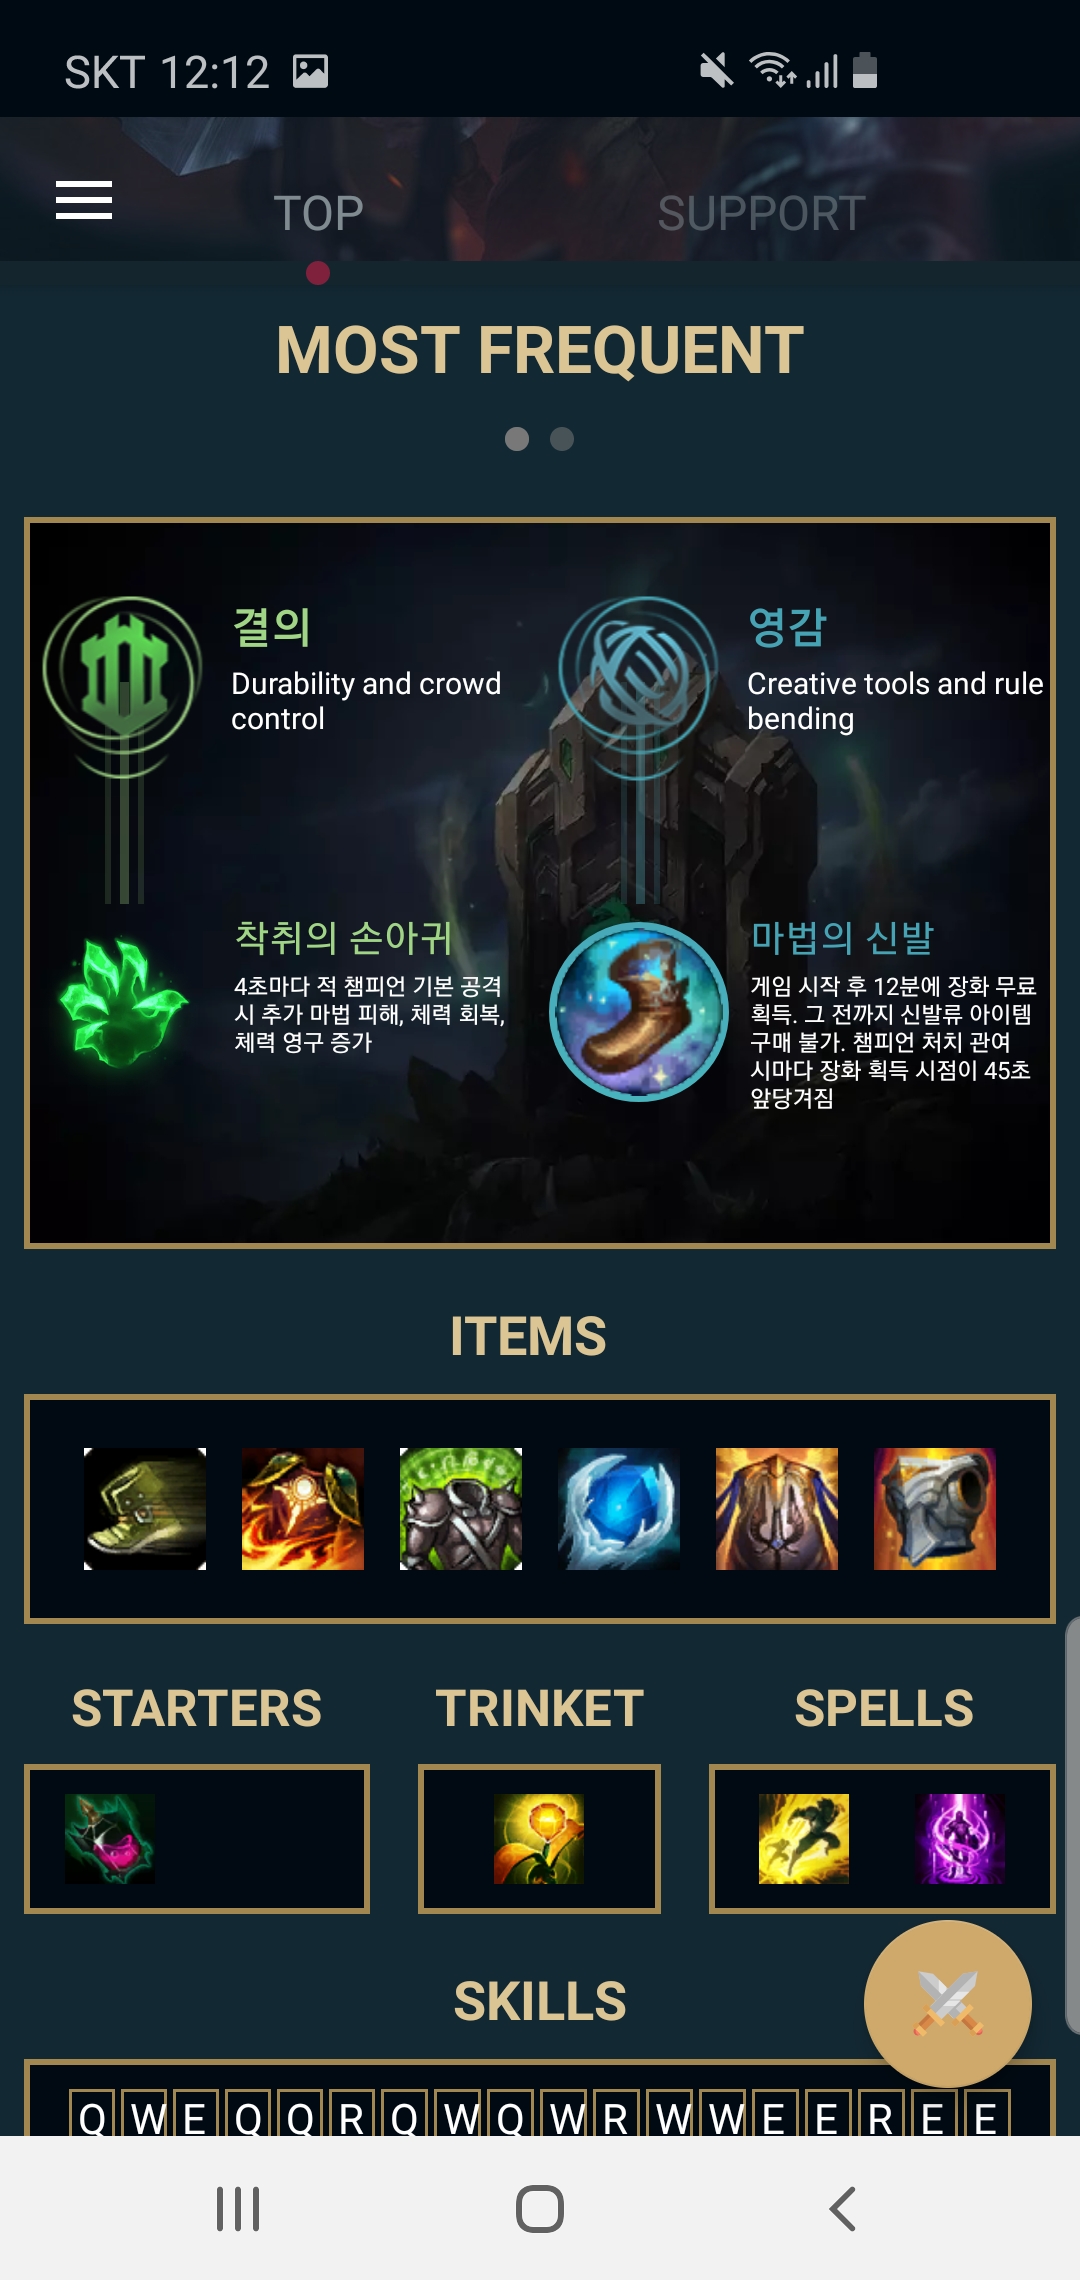 SKT 12:12
TOP
SUPPORT
MOST FREQUENT
결의
Durability and crowd
control
영감
Creative tools and rule
bending
착취의 손아귀
4초마다 적 챔피언 기본 공격
시 추가 마법 피해, 체력 회복,
체력 영구 증가
마법의 신발
게임 시작 후 12분에 장화 무료
획득. 그 전까지 신발류 아이템
구매 불가. 챔피언 처치 관여
시마다 장화 획득 시점이 45초
앞당겨짐
ITEMS
STARTERS
TRINKET
SPELLS
SKILLS
Q W E Q Q R Q W Q W R W W E E R E E